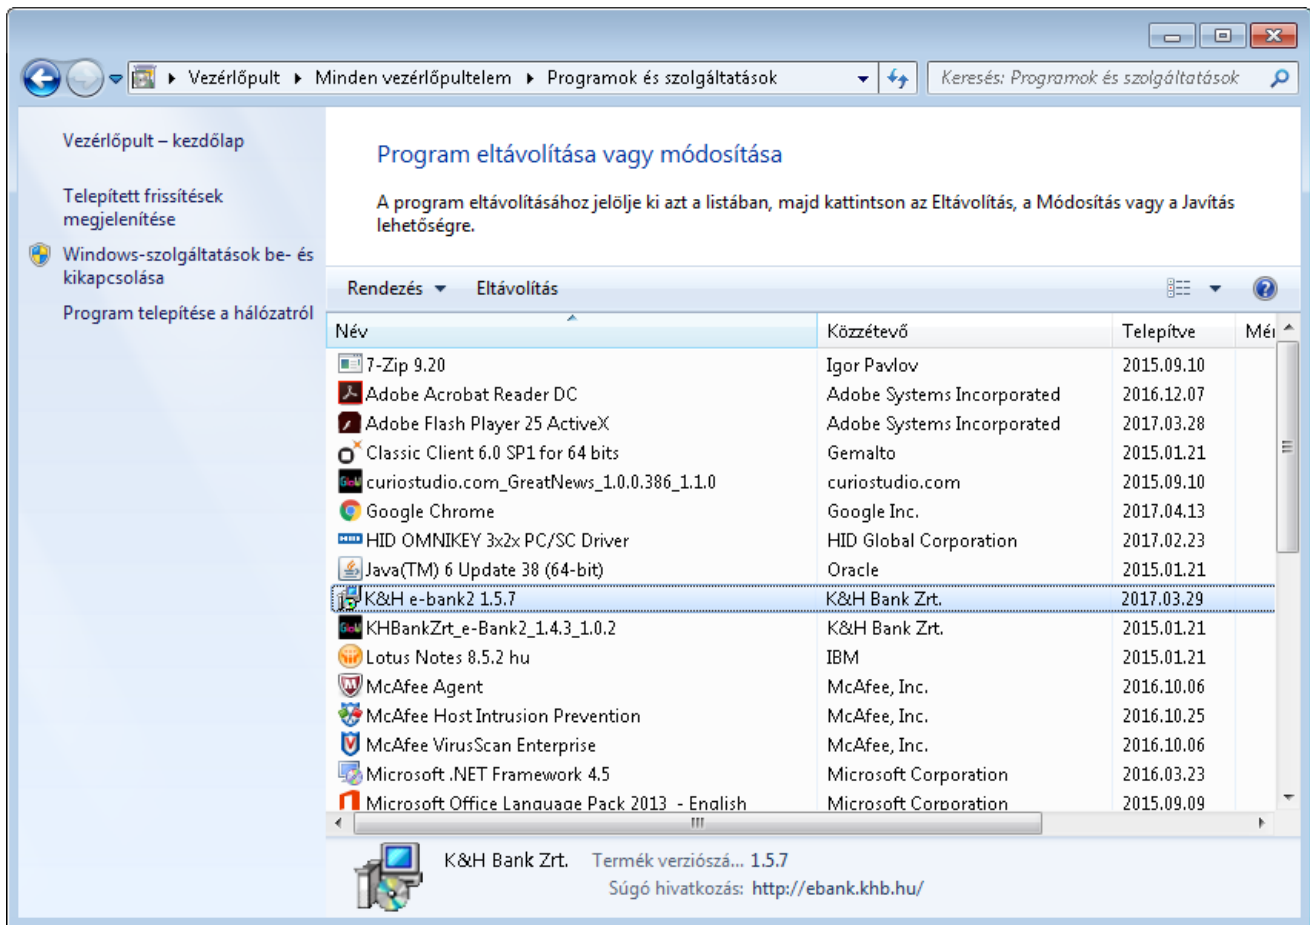 Vezérlőpult ▸ Minden vezérlőpultelem ▸ Programok és szolgáltatások
Keresés: Programok és szolgáltatások
Vezérlőpult – kezdőlap
Telepített frissítések
megjelenítése
Windows-szolgáltatások be- és
kikapcsolása
Program telepítése a hálózatról
Program eltávolítása vagy módosítása
A program eltávolításához jelölje ki azt a listában, majd kattintson az Eltávolítás, a Módosítás vagy a Javítás
lehetőségre.
Rendezés Eltávolítás
Név Közzétevő Telepítve
7-Zip 9.20 Igor Pavlov 2015.09.10
Adobe Acrobat Reader DC Adobe Systems Incorporated 2016.12.07
Adobe Flash Player 25 ActiveX Adobe Systems Incorporated 2017.03.28
Classic Client 6.0 SP1 for 64 bits Gemalto 2015.01.21
curiostudio.com_GreatNews_1.0.0.386_1.1.0 curiostudio.com 2015.09.10
Google Chrome Google Inc. 2017.04.13
HID OMNIKEY 3x2x PC/SC Driver HID Global Corporation 2017.02.23
Java(TM) 6 Update 38 (64-bit) Oracle 2015.01.21
K&H e-bank2 1.5.7 K&H Bank Zrt. 2017.03.29
KHBankZrt_e-Bank2_1.4.3_1.0.2 K&H Bank Zrt. 2015.01.21
Lotus Notes 8.5.2 hu IBM 2015.01.21
McAfee Agent McAfee, Inc. 2016.10.06
McAfee Host Intrusion Prevention McAfee, Inc. 2016.10.25
McAfee VirusScan Enterprise McAfee, Inc. 2016.10.06
Microsoft .NET Framework 4.5 Microsoft Corporation 2016.03.23
Microsoft Office Language Pack 2013 - English Microsoft Corporation 2015.09.09
K&H Bank Zrt. Termék verziószá... 1.5.7
Súgó hivatkozás: http://ebank.khb.hu/